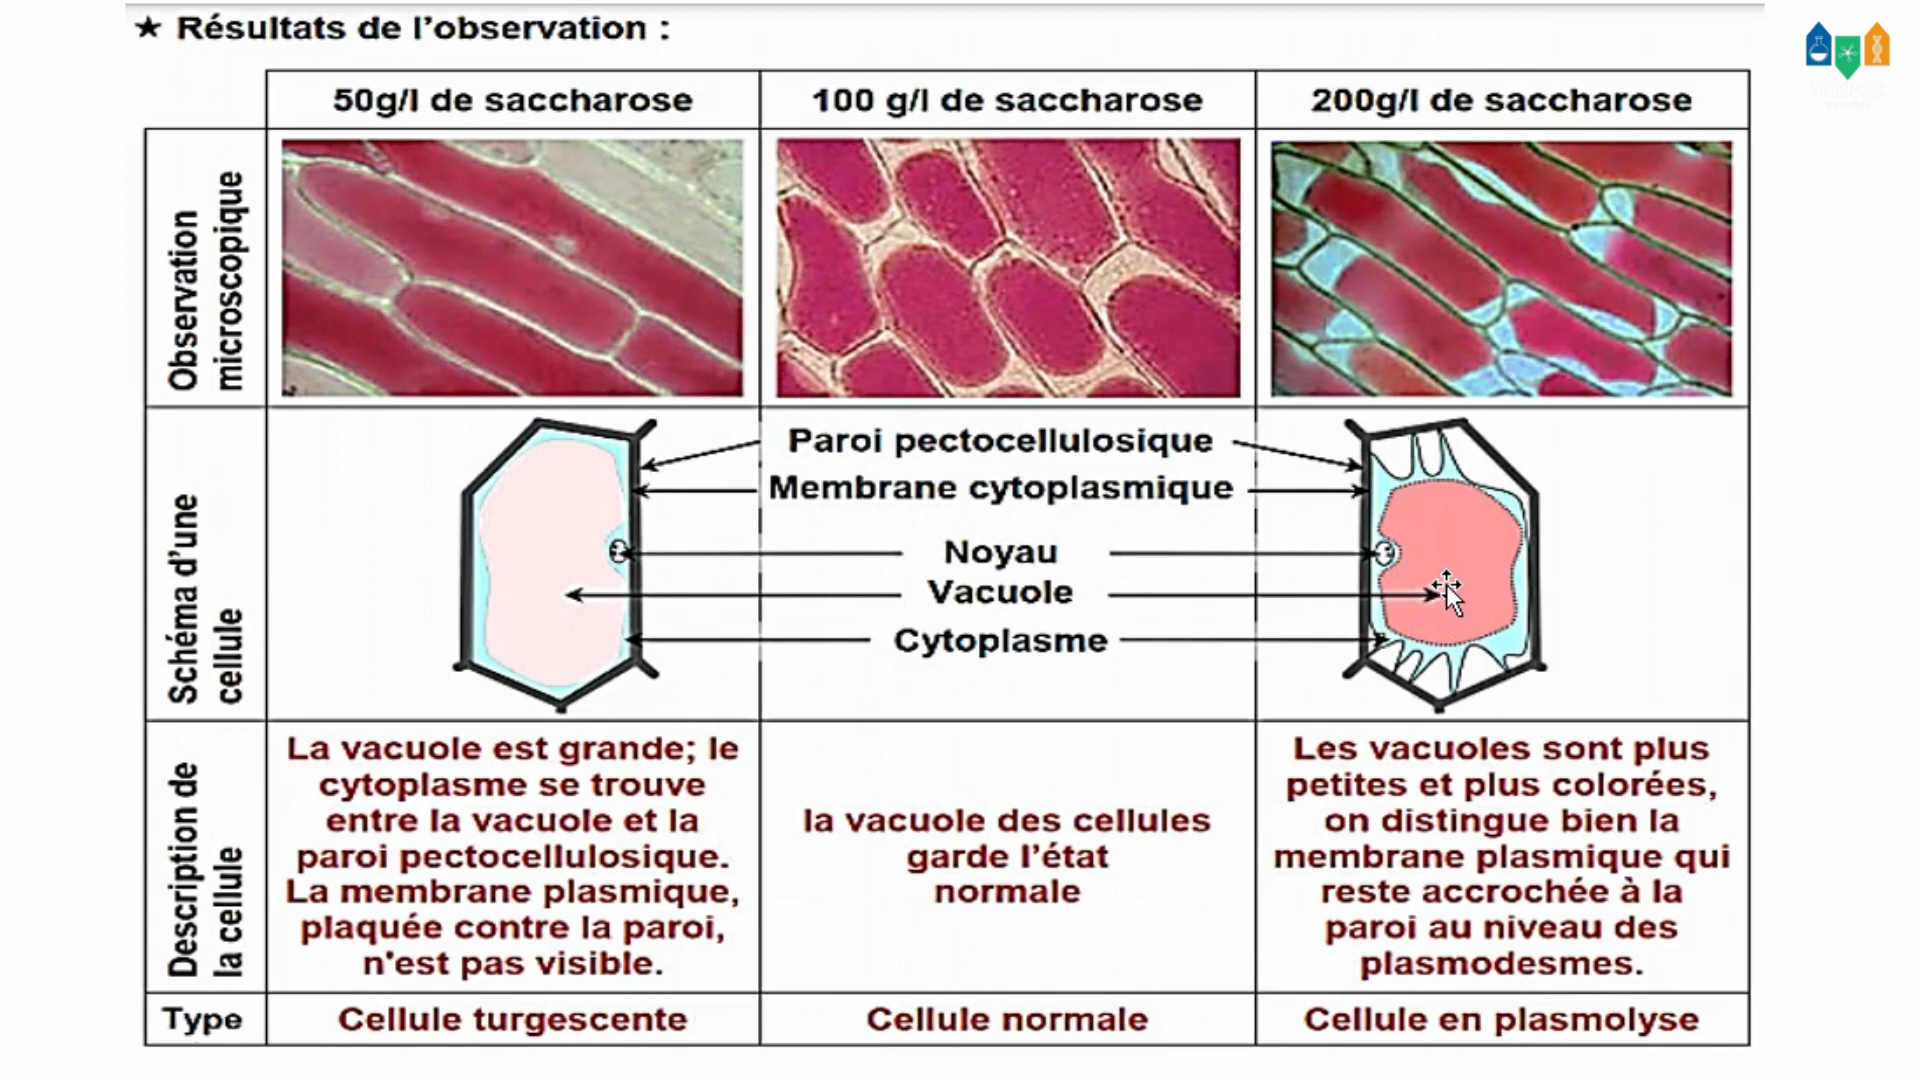 ★ Résultats de l'observation :
50g/l de saccharose
100 g/l de saccharose
200g/l de saccharose
Observation
microscopique
Schéma d'une
cellule
Paroi pectocellulosique
Membrane cytoplasmique
Noyau
Vacuole
Cytoplasme
Description de
la cellule
La vacuole est grande; le
cytoplasme se trouve
entre la vacuole et la
paroi pectocellulosique.
La membrane plasmique,
plaquée contre la paroi,
n'est pas visible.
la vacuole des cellules
garde l'état
normale
Les vacuoles sont plus
petites et plus colorées,
on distingue bien la
membrane plasmique qui
reste accrochée à la
paroi au niveau des
plasmodesmes.
Type
Cellule turgescente
Cellule normale
Cellule en plasmolyse